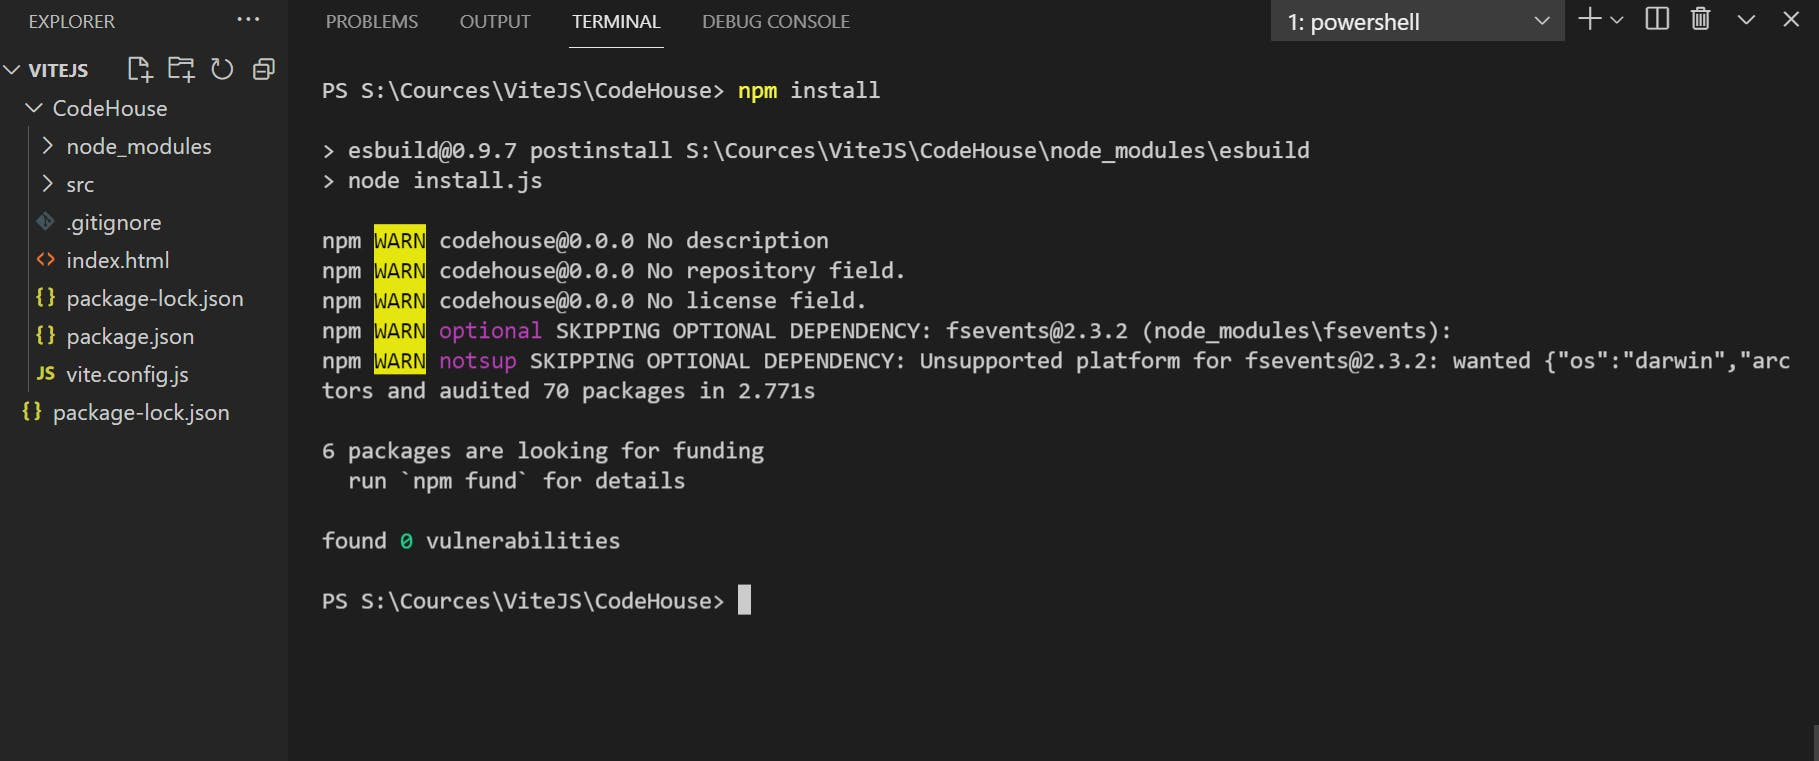 EXPLORER
VITEJS
CodeHouse
node_modules
src
.gitignore
index.html
package-lock.json
package.json
JS vite.config.js
package-lock.json
PROBLEMS OUTPUT TERMINAL DEBUG CONSOLE 1: powershell
PS S:\Cources\ViteJS\CodeHouse> npm install
> esbuild@0.9.7 postinstall S:\Cources\ViteJS\CodeHouse\node_modules\esbuild
> node install.js
npm WARN codehouse@0.0.0 No description
npm WARN codehouse@0.0.0 No repository field.
npm WARN codehouse@0.0.0 No license field.
npm WARN optional SKIPPING OPTIONAL DEPENDENCY: fsevents@2.3.2 (node_modules\fsevents):
npm WARN notsup SKIPPING OPTIONAL DEPENDENCY: Unsupported platform for fsevents@2.3.2: wanted {"os":"darwin","arc
tors and audited 70 packages in 2.771s
6 packages are looking for funding
run `npm fund` for details
found 0 vulnerabilities
PS S:\Cources\ViteJS\CodeHouse>